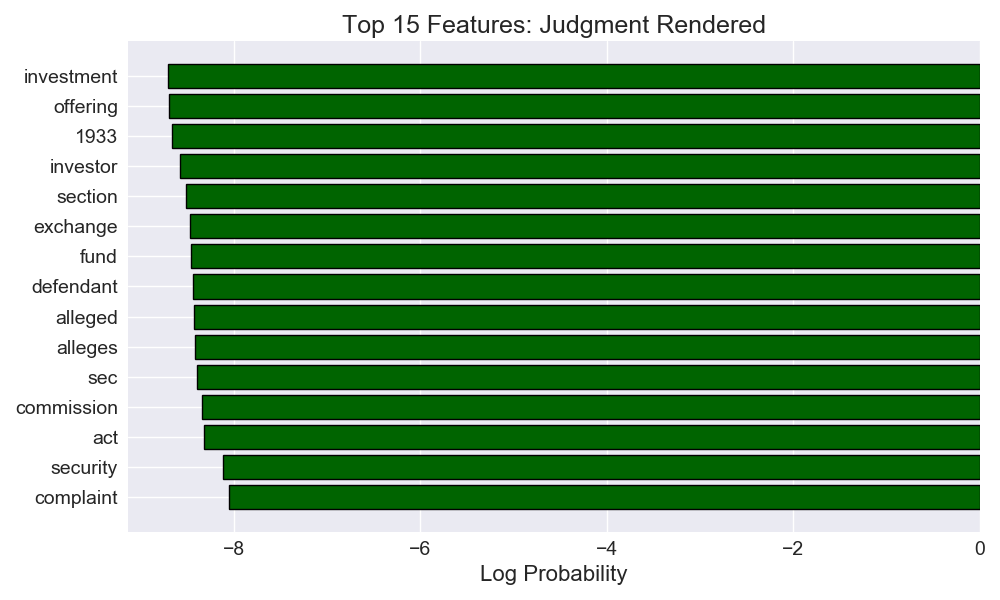 Top 15 Features: Judgment Rendered
investment
offering
1933
investor
section
exchange
fund
defendant
alleged
alleges
sec
commission
act
security
complaint
−8 −6 −4 −2 0
Log Probability